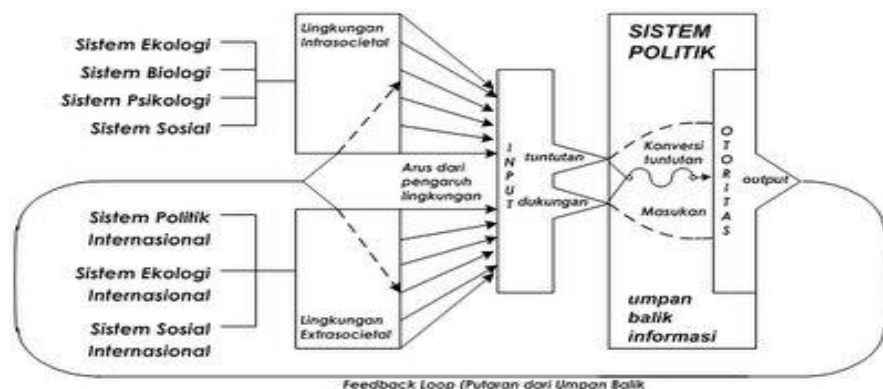 Sistem Ekologi
Sistem Biologi
Sistem Psikologi
Sistem Sosial
Lingkungan
Intrasocietal
Arus dari
pengaruh
lingkungan
Sistem Politik
Internasional
Sistem Ekologi
Internasional
Sistem Sosial
Internasional
Lingkungan
Extrasocietal
INPUT
tuntutan
dukungan
SISTEM
POLITIK
Konversi
tuntutan
Masukan
OTORITAS
output
umpan
balik
informasi
Feedback Loop (Putaran dari Umpan Balik